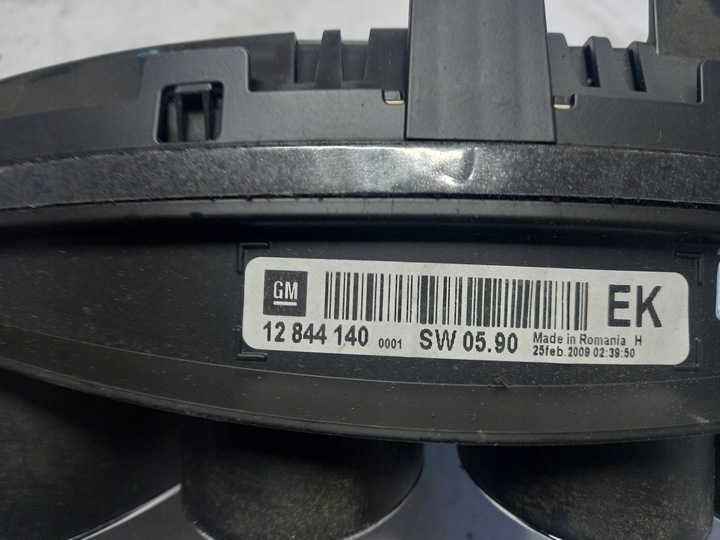 GM
EK
12 844 140 0001 SW 05.90
Made in Romania H
25feb.2009 02:39:50